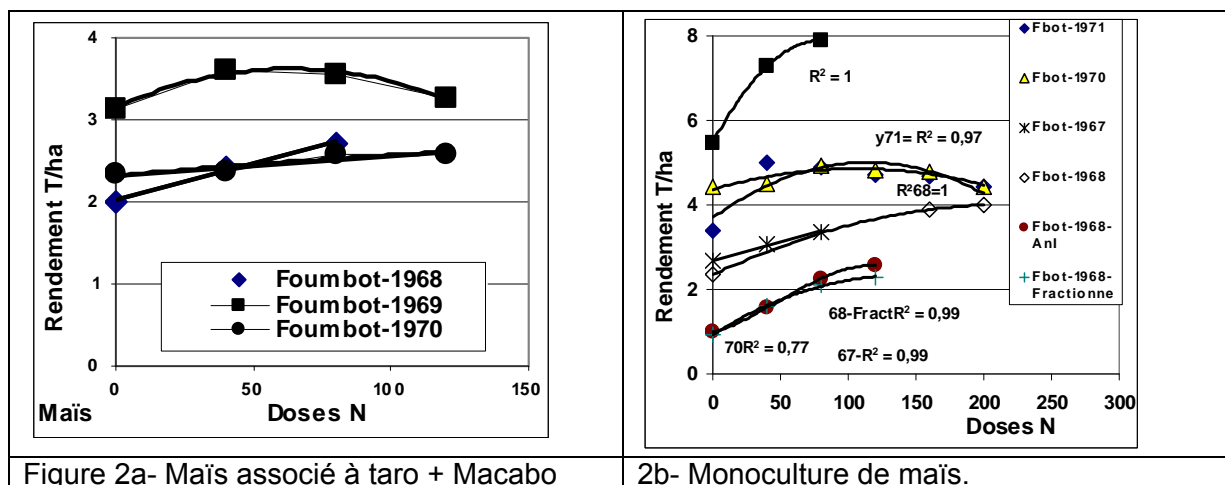 4
3
2
1
0
Rendement T/ha
0
50
100
150
Maïs
Doses N
Foumbot-1968
Foumbot-1969
Foumbot-1970
Figure 2a- Maïs associé à taro + Macabo
8
6
4
2
0
Rendement T/ha
0
50
100
150
200
250
300
Doses N
R² = 1
y71= R² = 0,97
R²68=1
68-FractR² = 0,99
70R² = 0,77
67-R² = 0,99
Fbot-1971
Fbot-1970
Fbot-1967
Fbot-1968
Fbot-1968-
Anl
Fbot-1968-
Fractionne
2b- Monoculture de maïs.